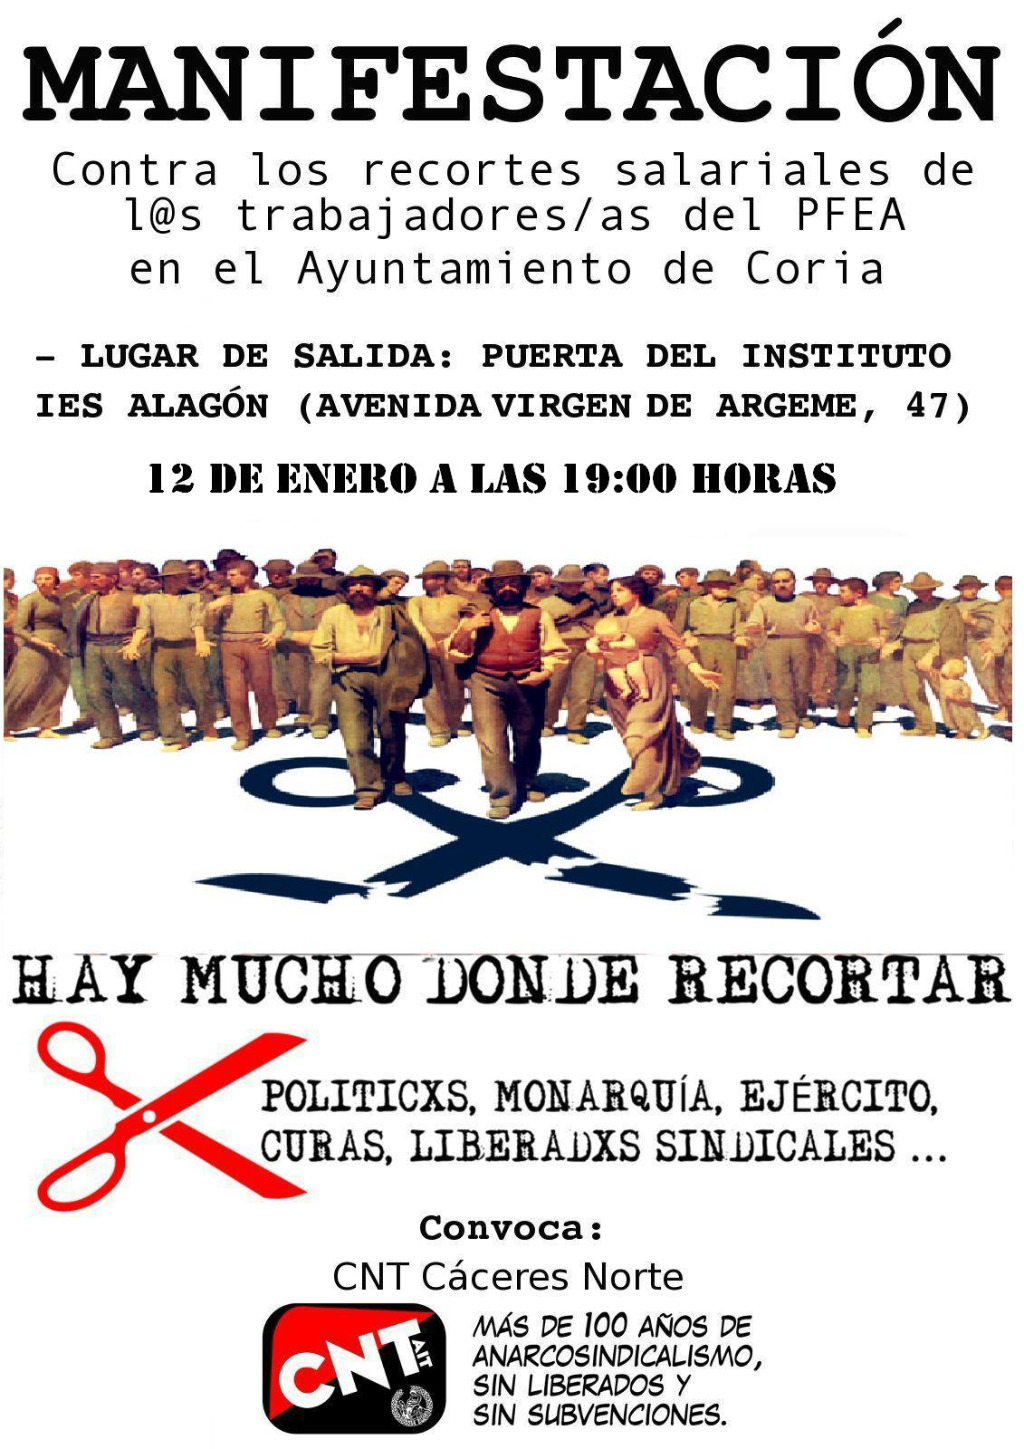 MANIFESTACIÓN
Contra los recortes salariales de
l@s trabajadores/as del PFEA
en el Ayuntamiento de Coria
- LUGAR DE SALIDA: PUERTA DEL INSTITUTO
IES ALAGÓN (AVENIDA VIRGEN DE ARGEME, 47)
12 DE ENERO A LAS 19:00 HORAS
HAY MUCHO DONDE RECORTAR
POLITICXS, MONARQUÍA, EJÉRCITO,
CURAS, LIBERADXS SINDICALES ...
Convoca:
CNT Cáceres Norte
CNT
AIT
MÁS DE 100 AÑOS DE
ANARCOSINDICALISMO,
SIN LIBERADOS Y
SIN SUBVENCIONES.